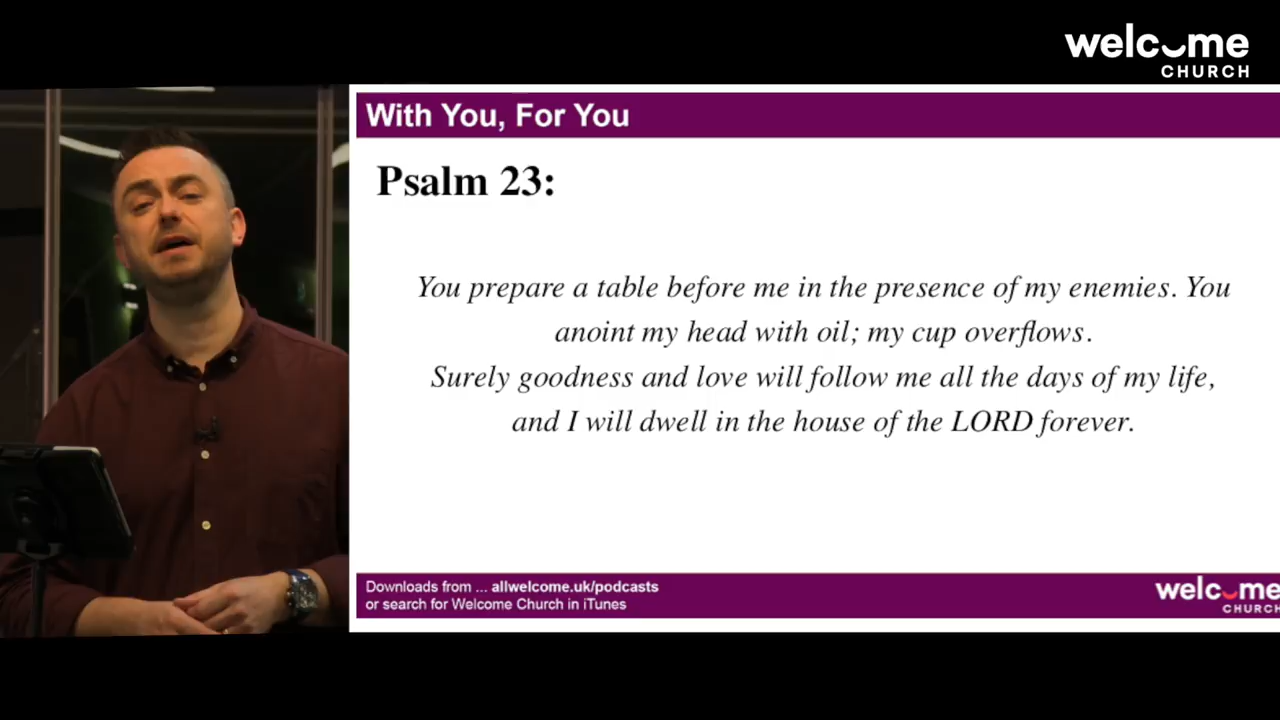 welcome
CHURCH
With You, For You
Psalm 23:
You prepare a table before me in the presence of my enemies. You
anoint my head with oil; my cup overflows.
Surely goodness and love will follow me all the days of my life,
and I will dwell in the house of the LORD forever.
Downloads from ... allwelcome.uk/podcasts
or search for Welcome Church in iTunes
welcome
CHURCH